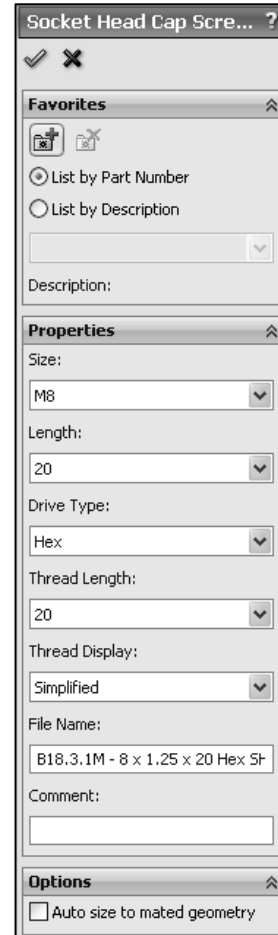 Socket Head Cap Scre... ?
Favorites
List by Part Number
List by Description
Description:
Properties
Size:
M8
Length:
20
Drive Type:
Hex
Thread Length:
20
Thread Display:
Simplified
File Name:
B18.3.1M - 8 x 1.25 x 20 Hex SH
Comment:
Options
Auto size to mated geometry